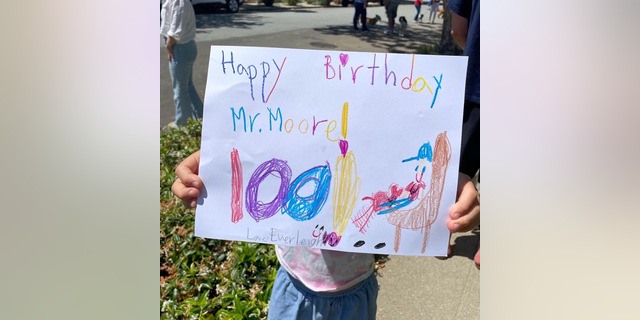 Happy Birthday
Mr. Moore!
100!
Love Everleigh